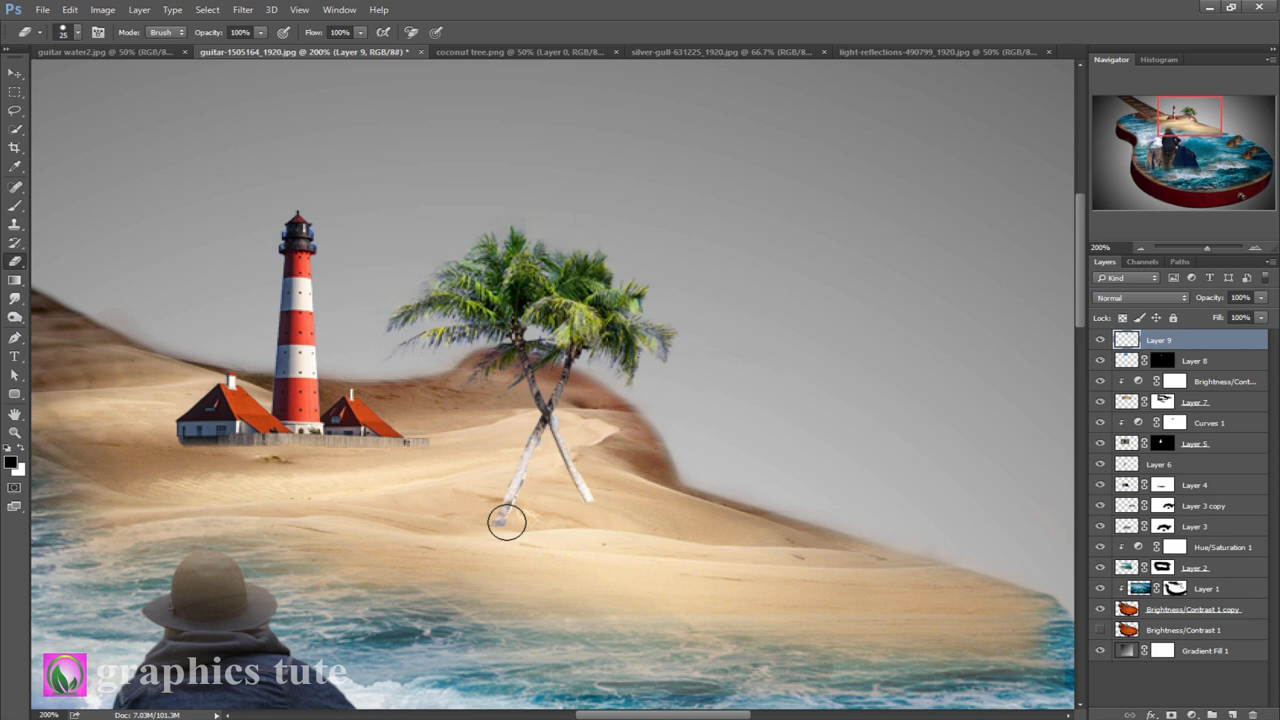 Ps File Edit Image Layer Type Select Filter 3D View Window Help
25 Mode: Brush Opacity: 100% Flow: 100%
guitar water2.jpg @ 50% (RGB/8... × guitar-1505164_1920.jpg @ 200% (Layer 9, RGB/8#) * × coconut tree.png @ 50% (Layer 0, RGB/8... × silver-gull-631225_1920.jpg @ 66.7% (RGB/8... × light-reflections-490799_1920.jpg @ 50% (RGB/8... ×
Navigator Histogram
200%
Layers Channels Paths
Kind
Normal Opacity: 100%
Lock: Fill: 100%
Layer 9
Layer 8
Brightness/Cont...
Layer 7
Curves 1
Layer 5
Layer 6
Layer 4
Layer 3 copy
Layer 3
Hue/Saturation 1
Layer 2
Layer 1
Brightness/Contrast 1 copy
Brightness/Contrast 1
Gradient Fill 1
graphics tute
200% Doc: 7.03M/101.3M
fx